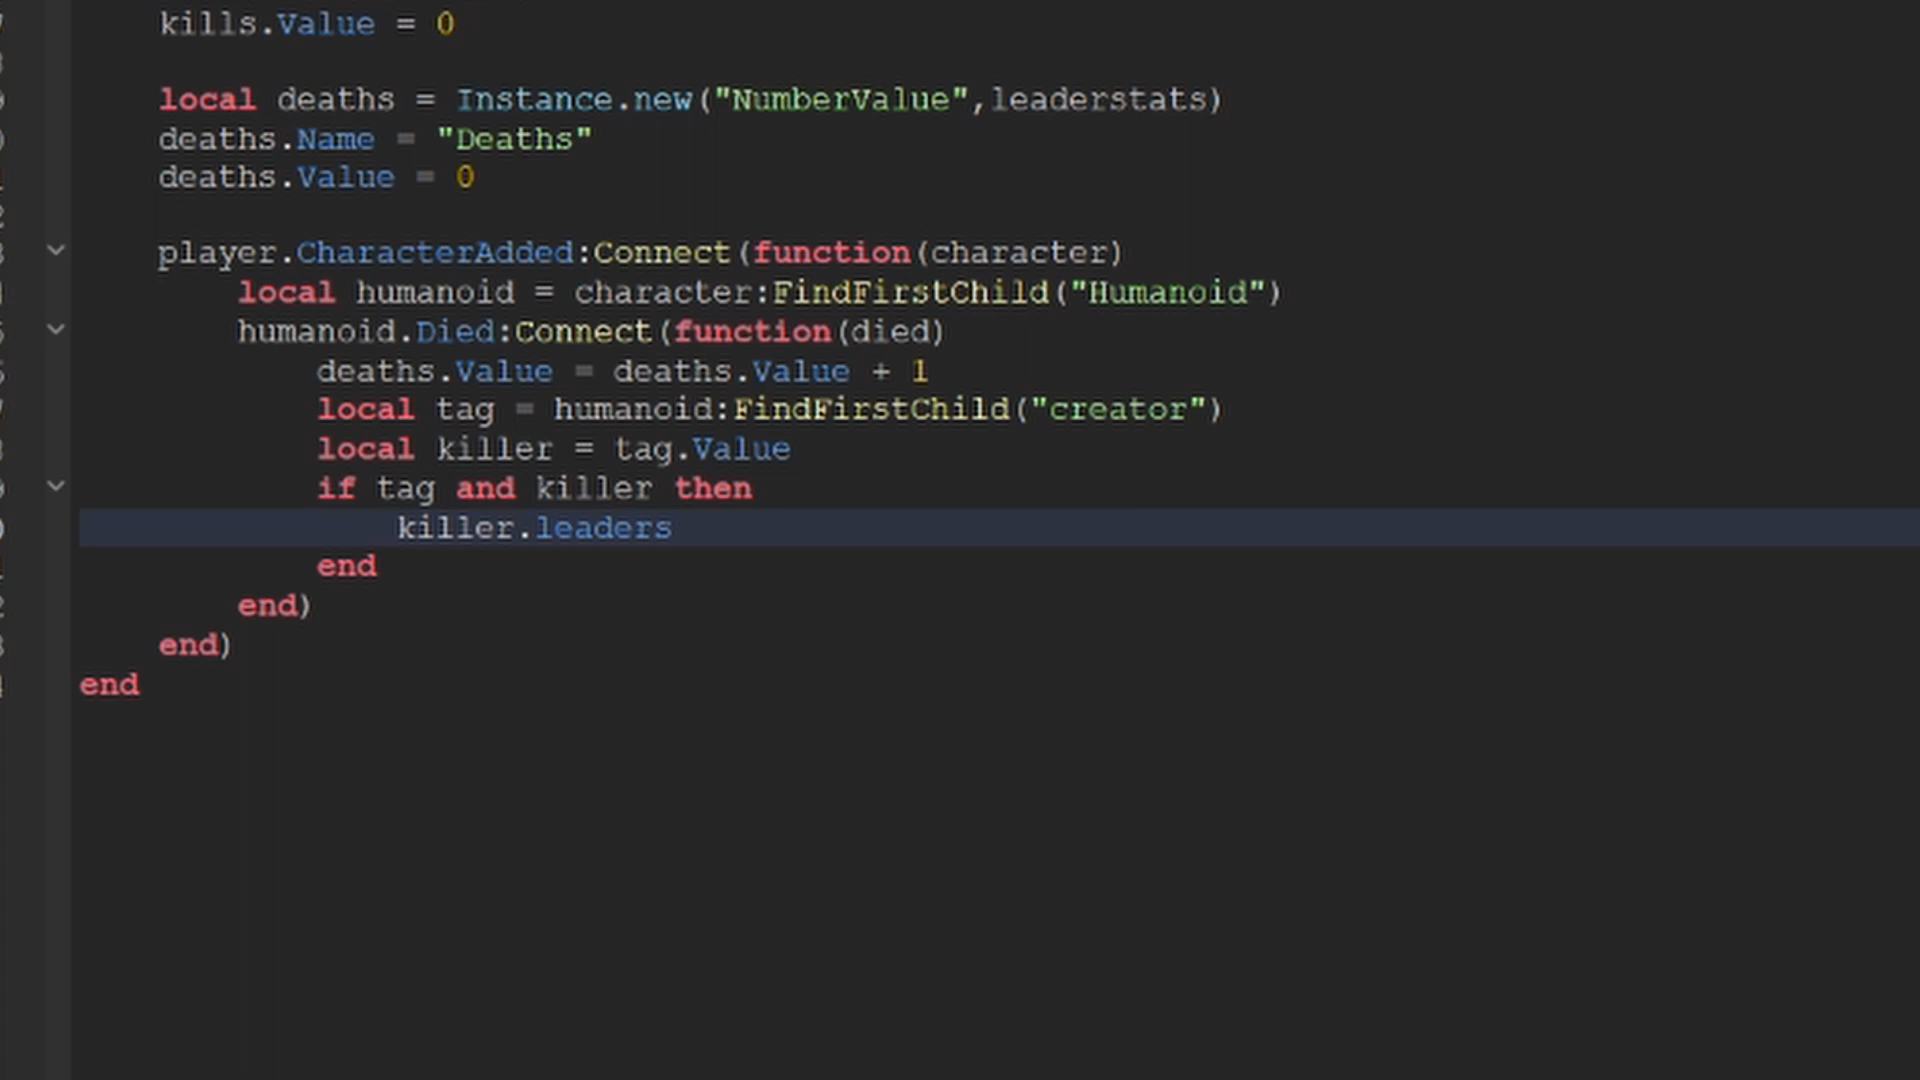 kills.Value = 0
local deaths = Instance.new("NumberValue",leaderstats)
deaths.Name = "Deaths"
deaths.Value = 0
player.CharacterAdded:Connect(function(character)
local humanoid = character:FindFirstChild("Humanoid")
humanoid.Died:Connect(function(died)
deaths.Value = deaths.Value + 1
local tag = humanoid:FindFirstChild("creator")
local killer = tag.Value
if tag and killer then
killer.leaders
end
end)
end)
end